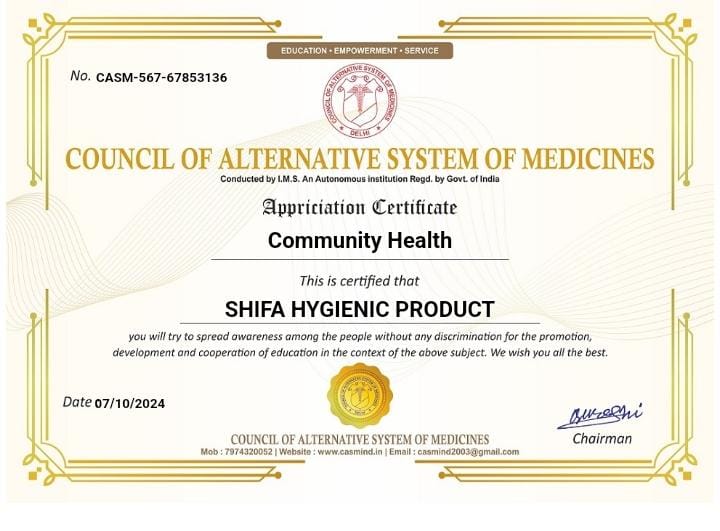 EDUCATION • EMPOWERMENT • SERVICE
No. CASM-567-67853136
COUNCIL OF ALTERNATIVE SYSTEM OF MEDICINES
DELHI
COUNCIL OF ALTERNATIVE SYSTEM OF MEDICINES
Conducted by I.M.S. An Autonomous institution Regd. by Govt. of India
Appriciation Certificate
Community Health
This is certified that
SHIFA HYGIENIC PRODUCT
you will try to spread awareness among the people without any discrimination for the promotion,
development and cooperation of education in the context of the above subject. We wish you all the best.
Date 07/10/2024
Chairman
COUNCIL OF ALTERNATIVE SYSTEM OF MEDICINES
Mob : 7974320052 | Website : www.casmind.in | Email : casmind2003@gmail.com